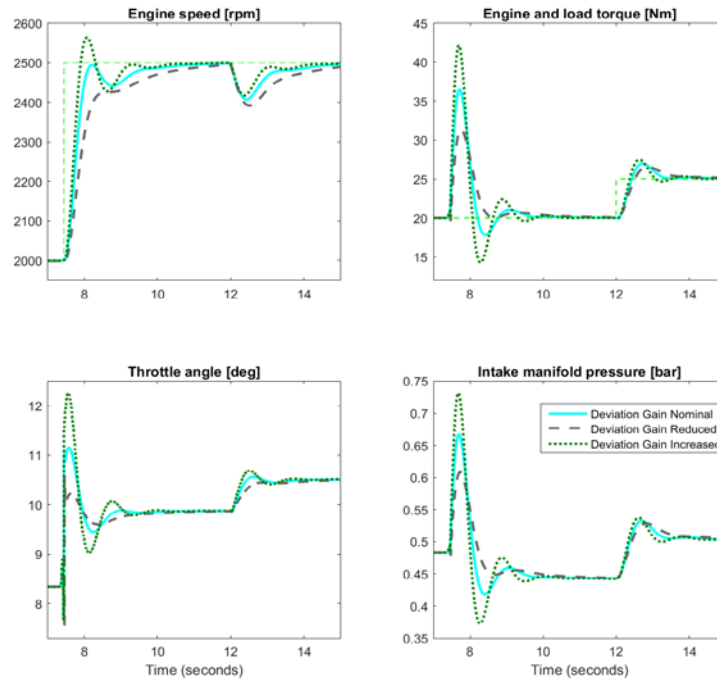 Engine speed [rpm]
2600
2500
2400
2300
2200
2100
2000
8 10 12 14
Engine and load torque [Nm]
45
40
35
30
25
20
15
8 10 12 14
Throttle angle [deg]
12
11
10
9
8
8 10 12 14
Time (seconds)
Intake manifold pressure [bar]
0.75
0.7
0.65
0.6
0.55
0.5
0.45
0.4
0.35
Deviation Gain Nominal
Deviation Gain Reduced
Deviation Gain Increased
8 10 12 14
Time (seconds)